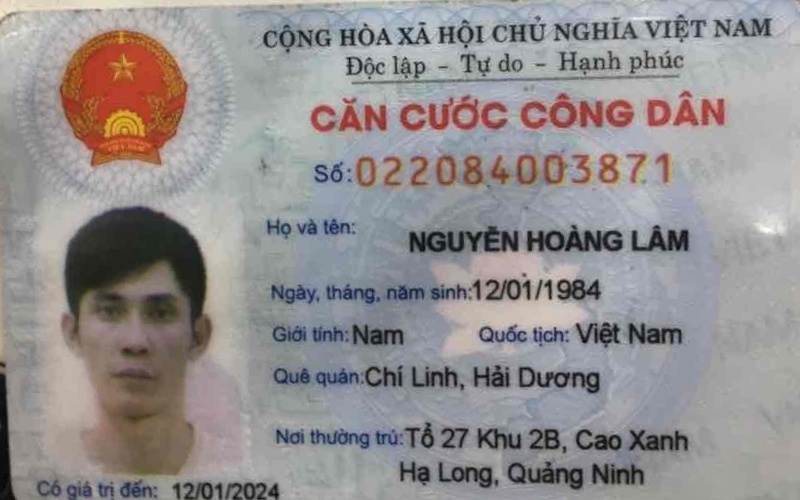 CỘNG HÒA XÃ HỘI CHỦ NGHĨA VIỆT NAM
Độc lập - Tự do - Hạnh phúc
CĂN CƯỚC CÔNG DÂN
Số: 022084003871
Họ và tên: NGUYỄN HOÀNG LÂM
Ngày, tháng, năm sinh: 12/01/1984
Giới tính: Nam Quốc tịch: Việt Nam
Quê quán: Chí Linh, Hải Dương
Nơi thường trú: Tổ 27 Khu 2B, Cao Xanh
Hạ Long, Quảng Ninh
Có giá trị đến: 12/01/2024